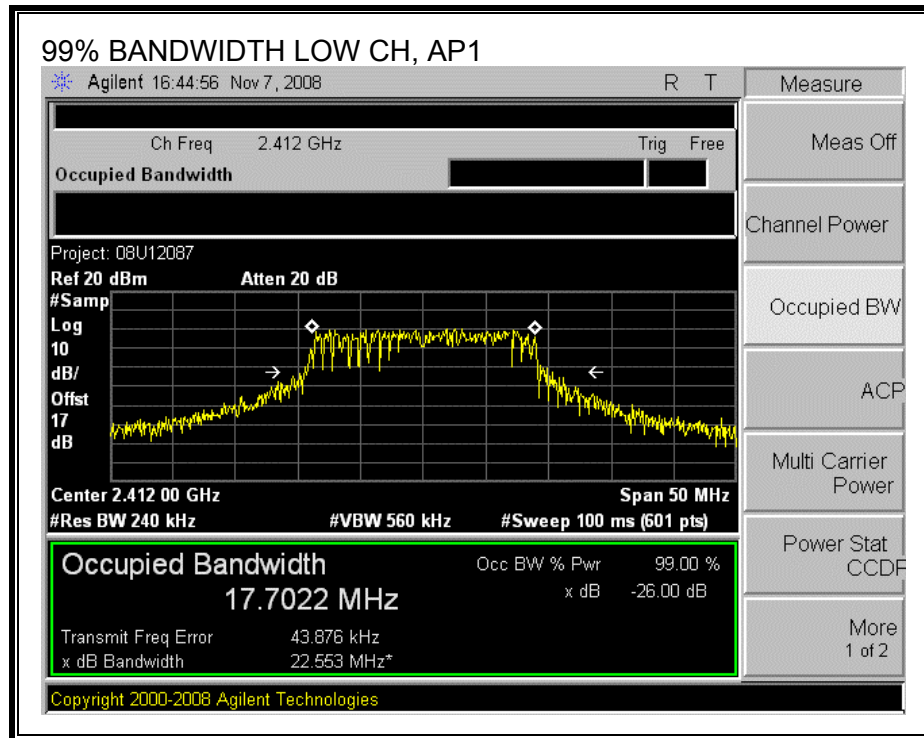 99% BANDWIDTH LOW CH, AP1
Agilent 16:44:56 Nov 7, 2008 R T
Measure
Ch Freq 2.412 GHz Trig Free
Occupied Bandwidth
Meas Off
Channel Power
Occupied BW
ACP
Multi Carrier
Power
Power Stat
CCDF
More
1 of 2
Project: 08U12087
Ref 20 dBm Atten 20 dB
#Samp
Log
10
dB/
Offst
17
dB
Center 2.412 00 GHz Span 50 MHz
#Res BW 240 kHz #VBW 560 kHz #Sweep 100 ms (601 pts)
Occupied Bandwidth Occ BW % Pwr 99.00 %
17.7022 MHz x dB -26.00 dB
Transmit Freq Error 43.876 kHz
x dB Bandwidth 22.553 MHz*
Copyright 2000-2008 Agilent Technologies